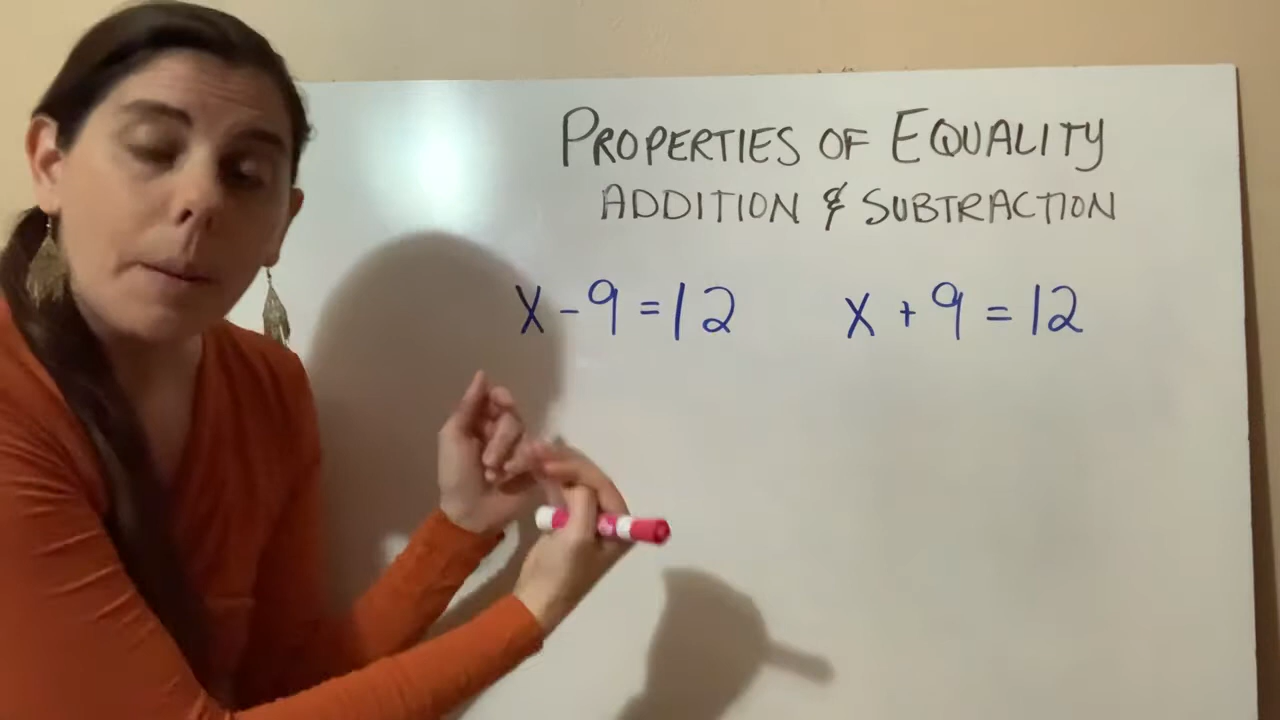 PROPERTIES OF EQUALITY
ADDITION & SUBTRACTION
x - 9 = 12 x + 9 = 12